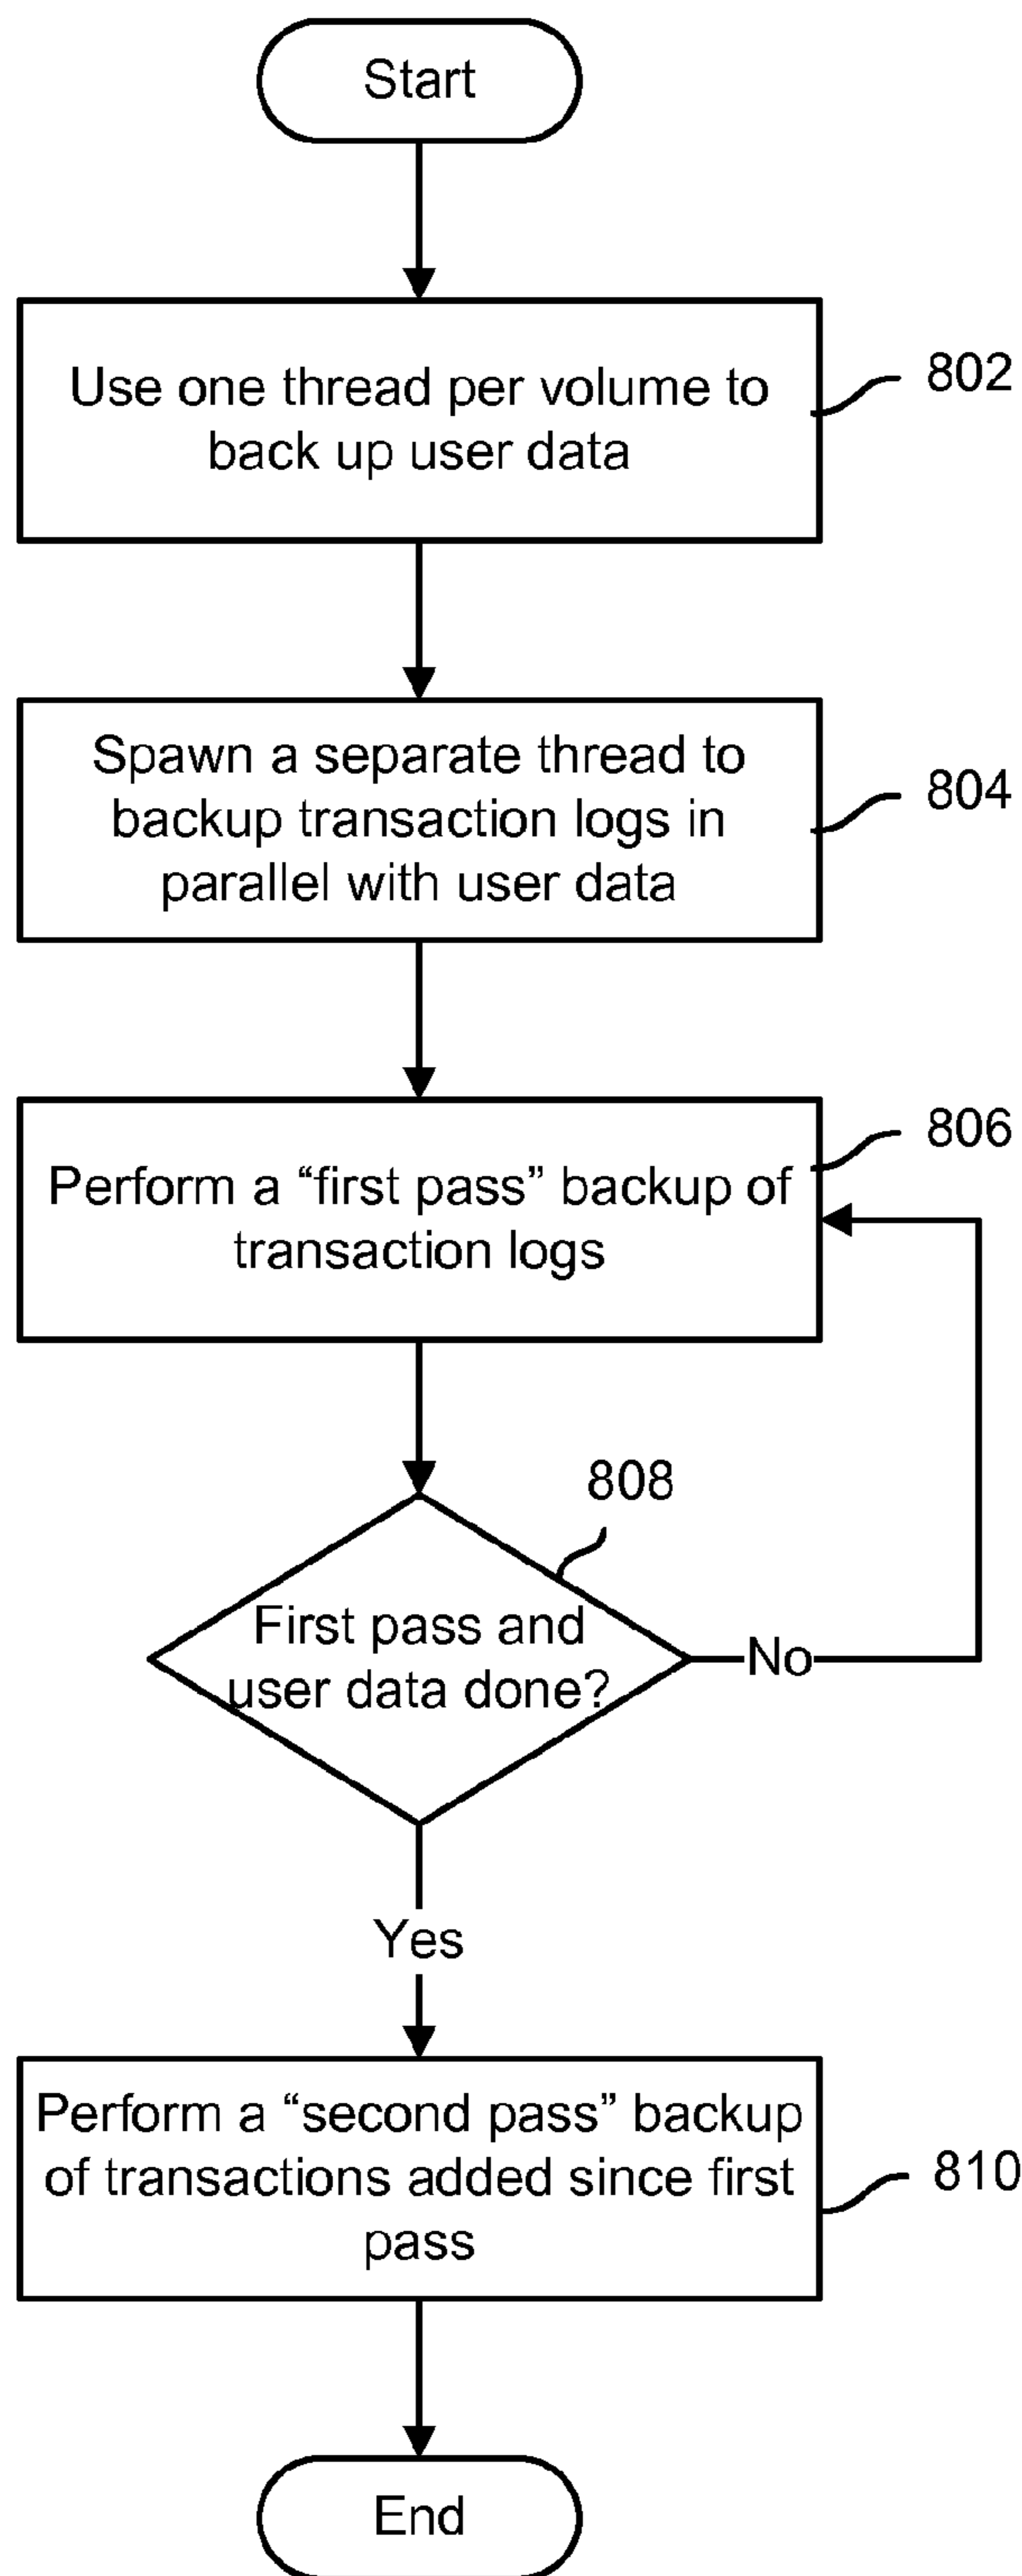 Start
Use one thread per volume to
back up user data
802
Spawn a separate thread to
backup transaction logs in
parallel with user data
804
Perform a “first pass” backup of
transaction logs
806
808
First pass and
user data done?
No
Yes
Perform a “second pass” backup
of transactions added since first
pass
810
End